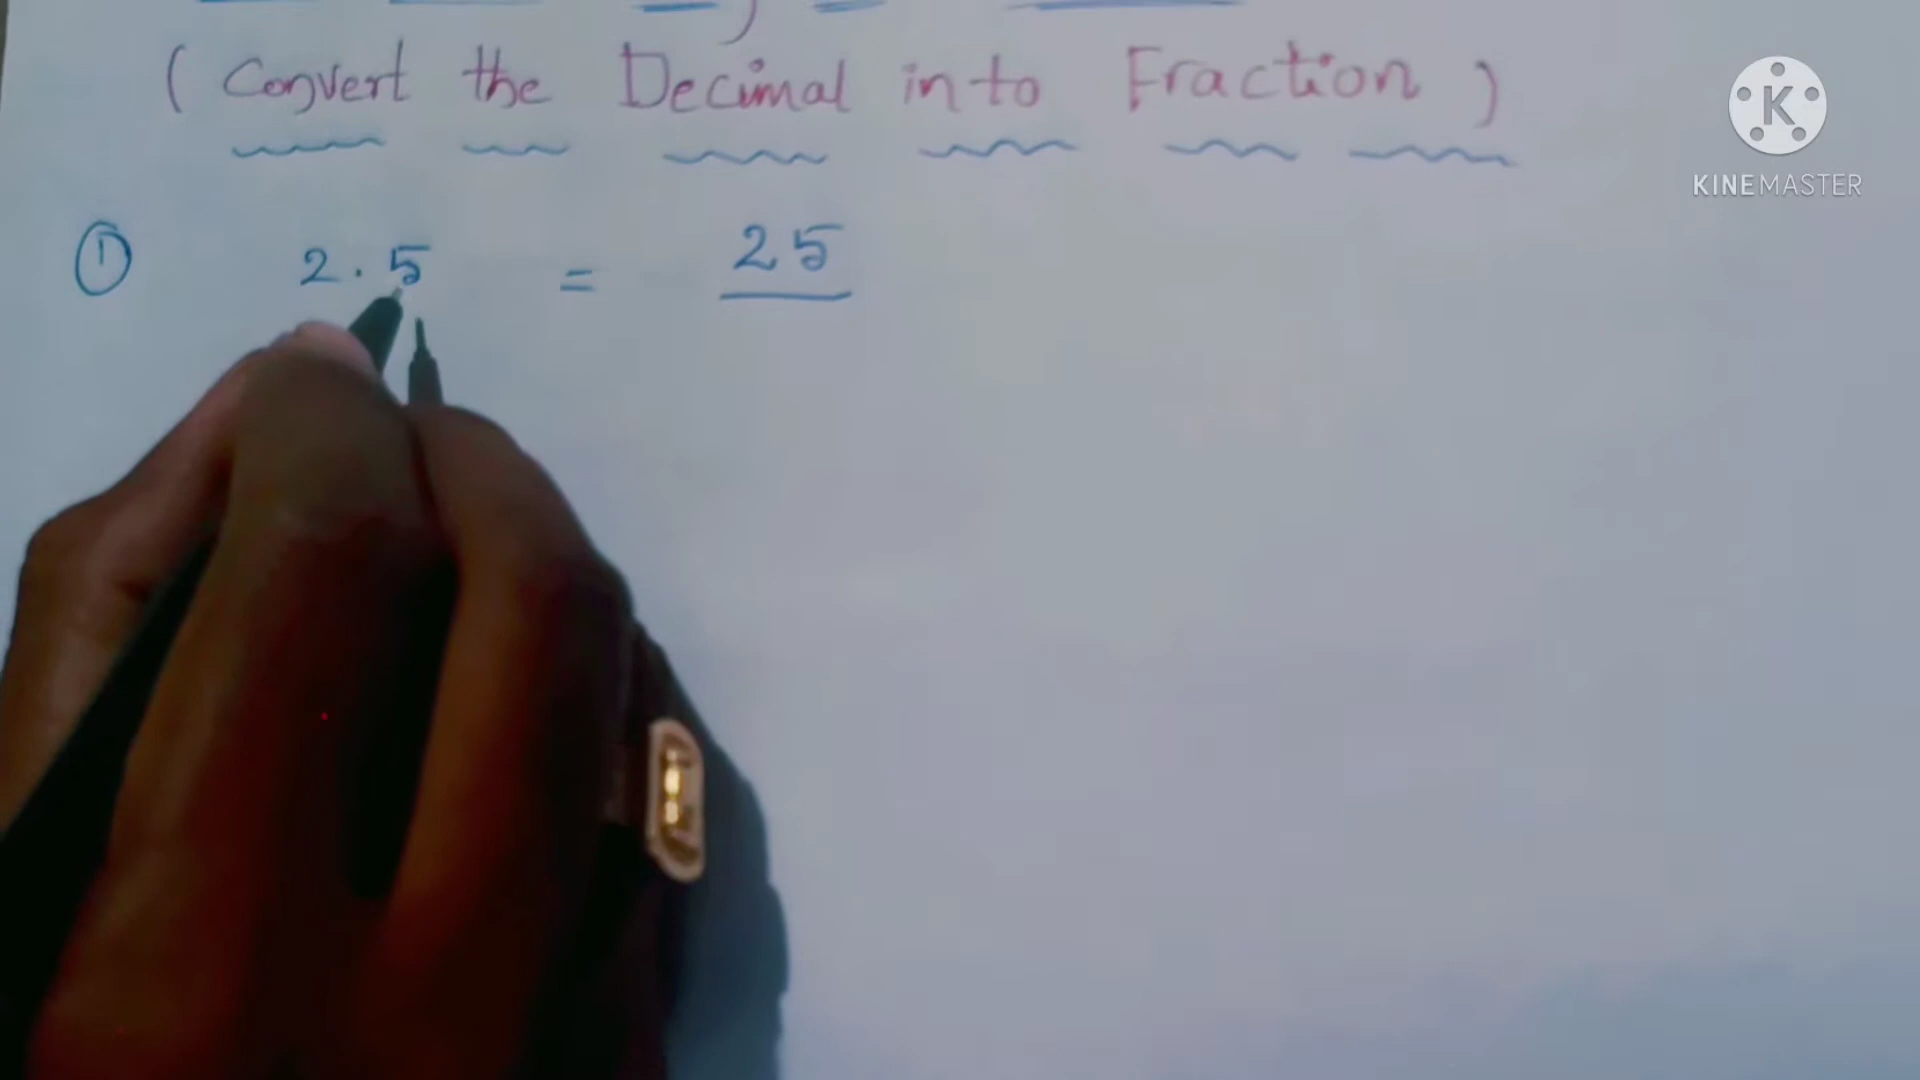 ( Convert the Decimal into Fraction )
① 2.5 = 25
K
KINEMASTER